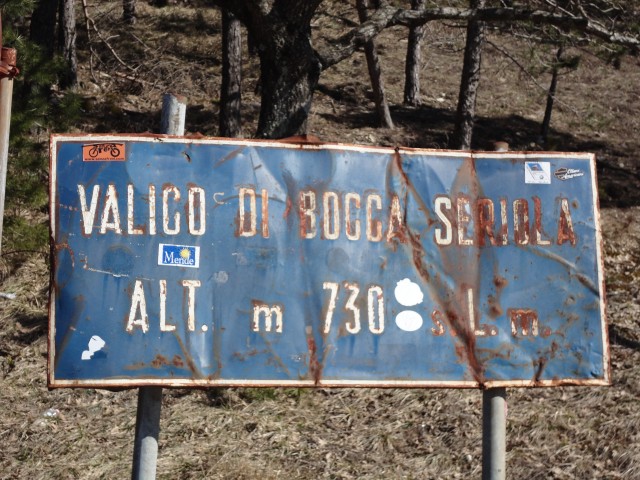 VALICO DI BOCCA SERIOLA
Mende
ALT. m 730 s.L.m.